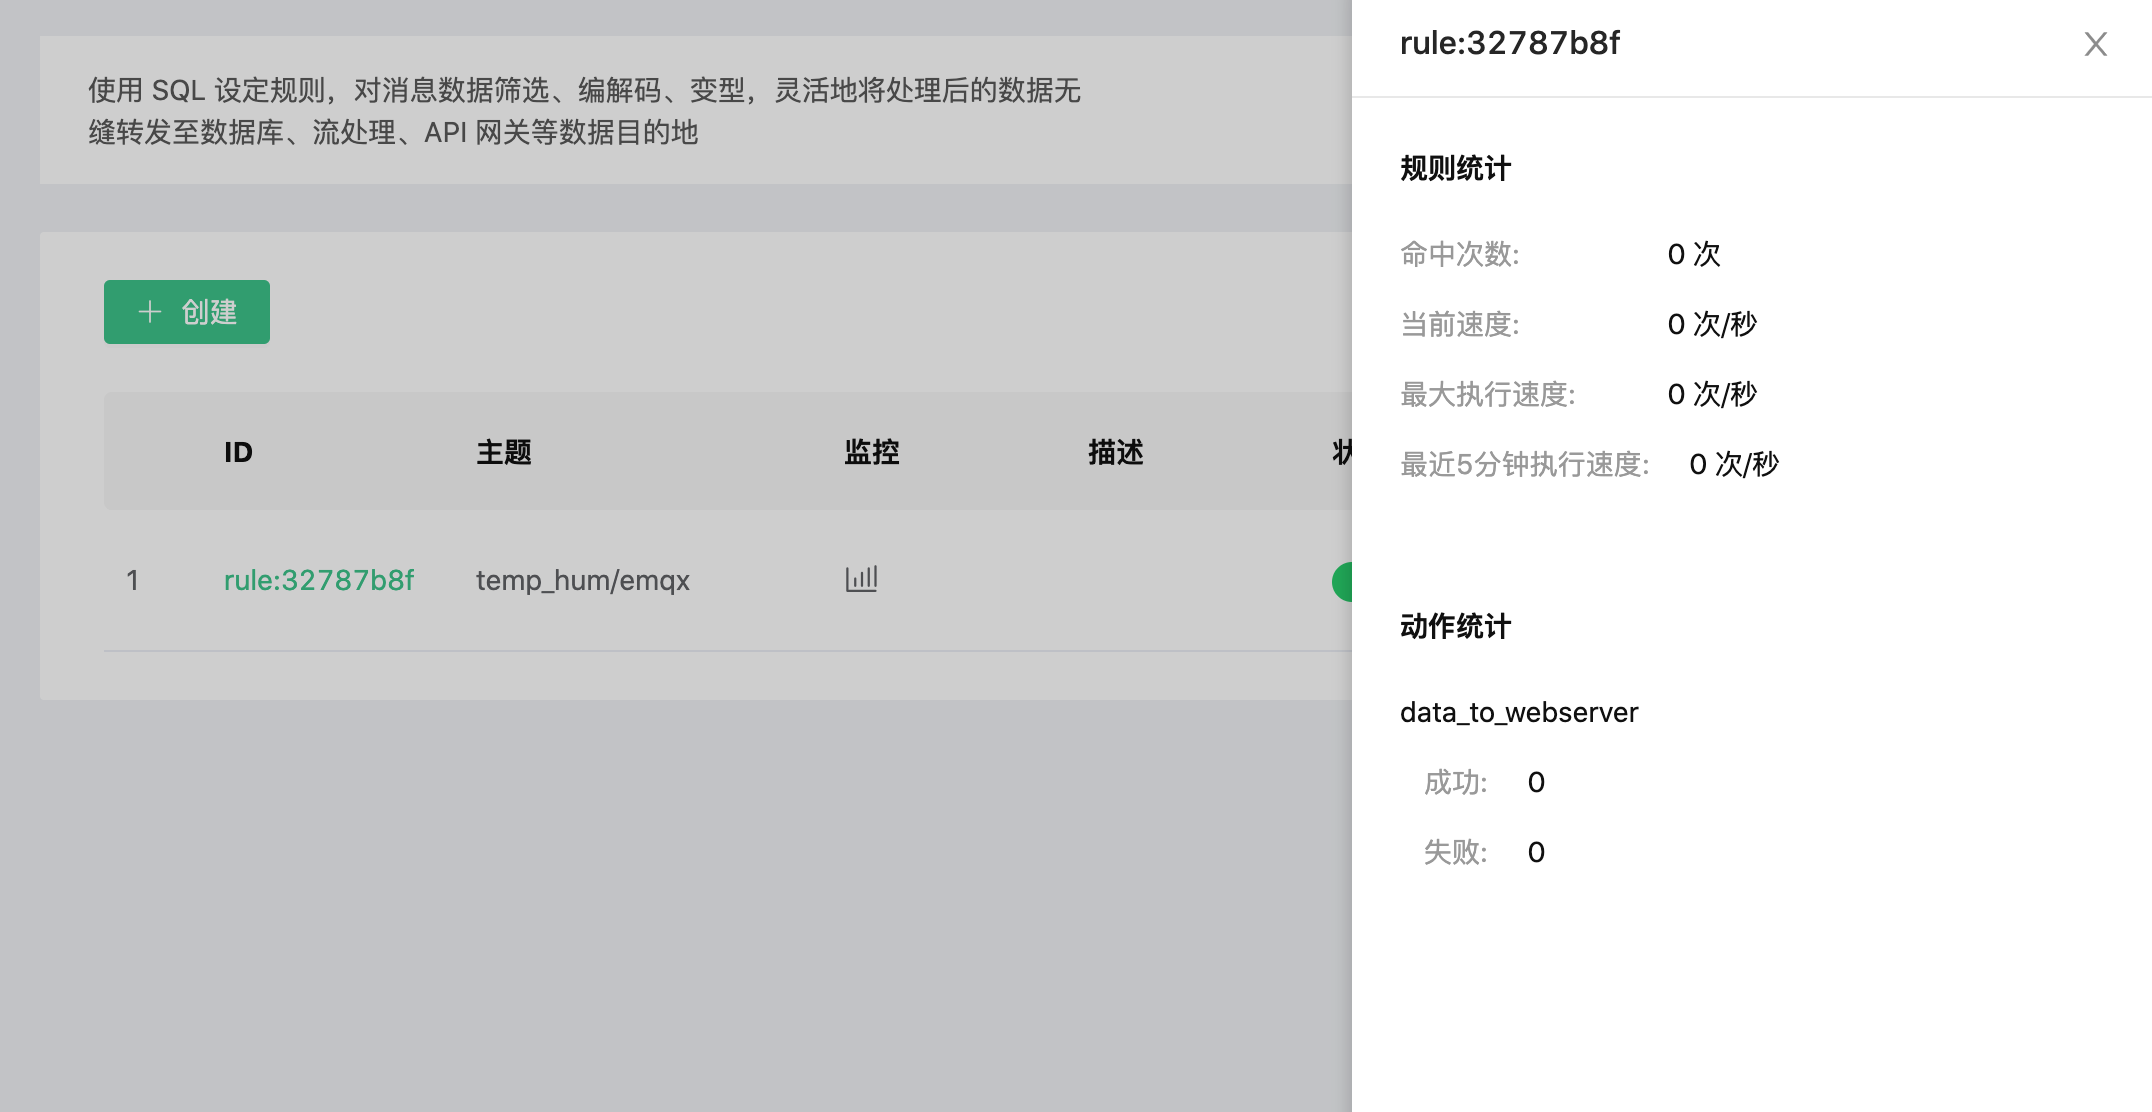 使用 SQL 设定规则，对消息数据筛选、编解码、变型，灵活地将处理后的数据无
缝转发至数据库、流处理、API 网关等数据目的地
创建
ID 主题 监控 描述 状
1 rule:32787b8f temp_hum/emqx
rule:32787b8f
规则统计
命中次数: 0 次
当前速度: 0 次/秒
最大执行速度: 0 次/秒
最近5分钟执行速度: 0 次/秒
动作统计
data_to_webserver
成功: 0
失败: 0